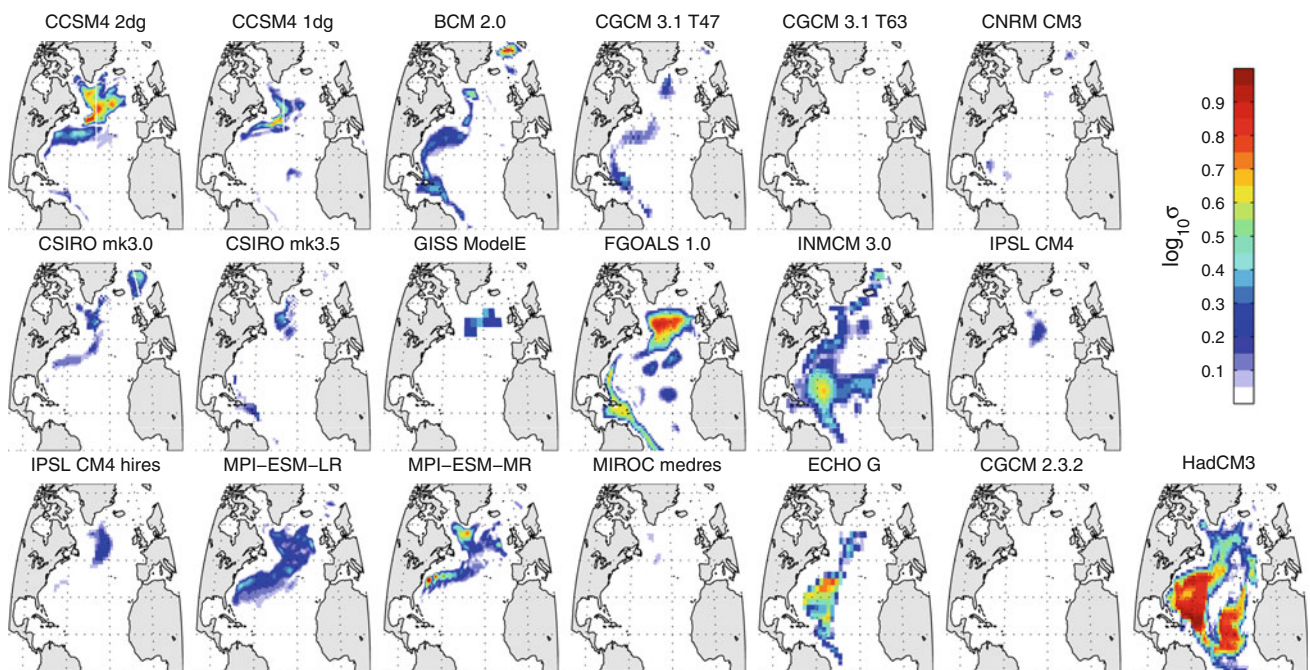 CCSM4 2dg
CCSM4 1dg
BCM 2.0
CGCM 3.1 T47
CGCM 3.1 T63
CNRM CM3
CSIRO mk3.0
CSIRO mk3.5
GISS ModelE
FGOALS 1.0
INMCM 3.0
IPSL CM4
IPSL CM4 hires
MPI–ESM–LR
MPI–ESM–MR
MIROC medres
ECHO G
CGCM 2.3.2
HadCM3
0.9
0.8
0.7
0.6
0.5
0.4
0.3
0.2
0.1
log₁₀σ